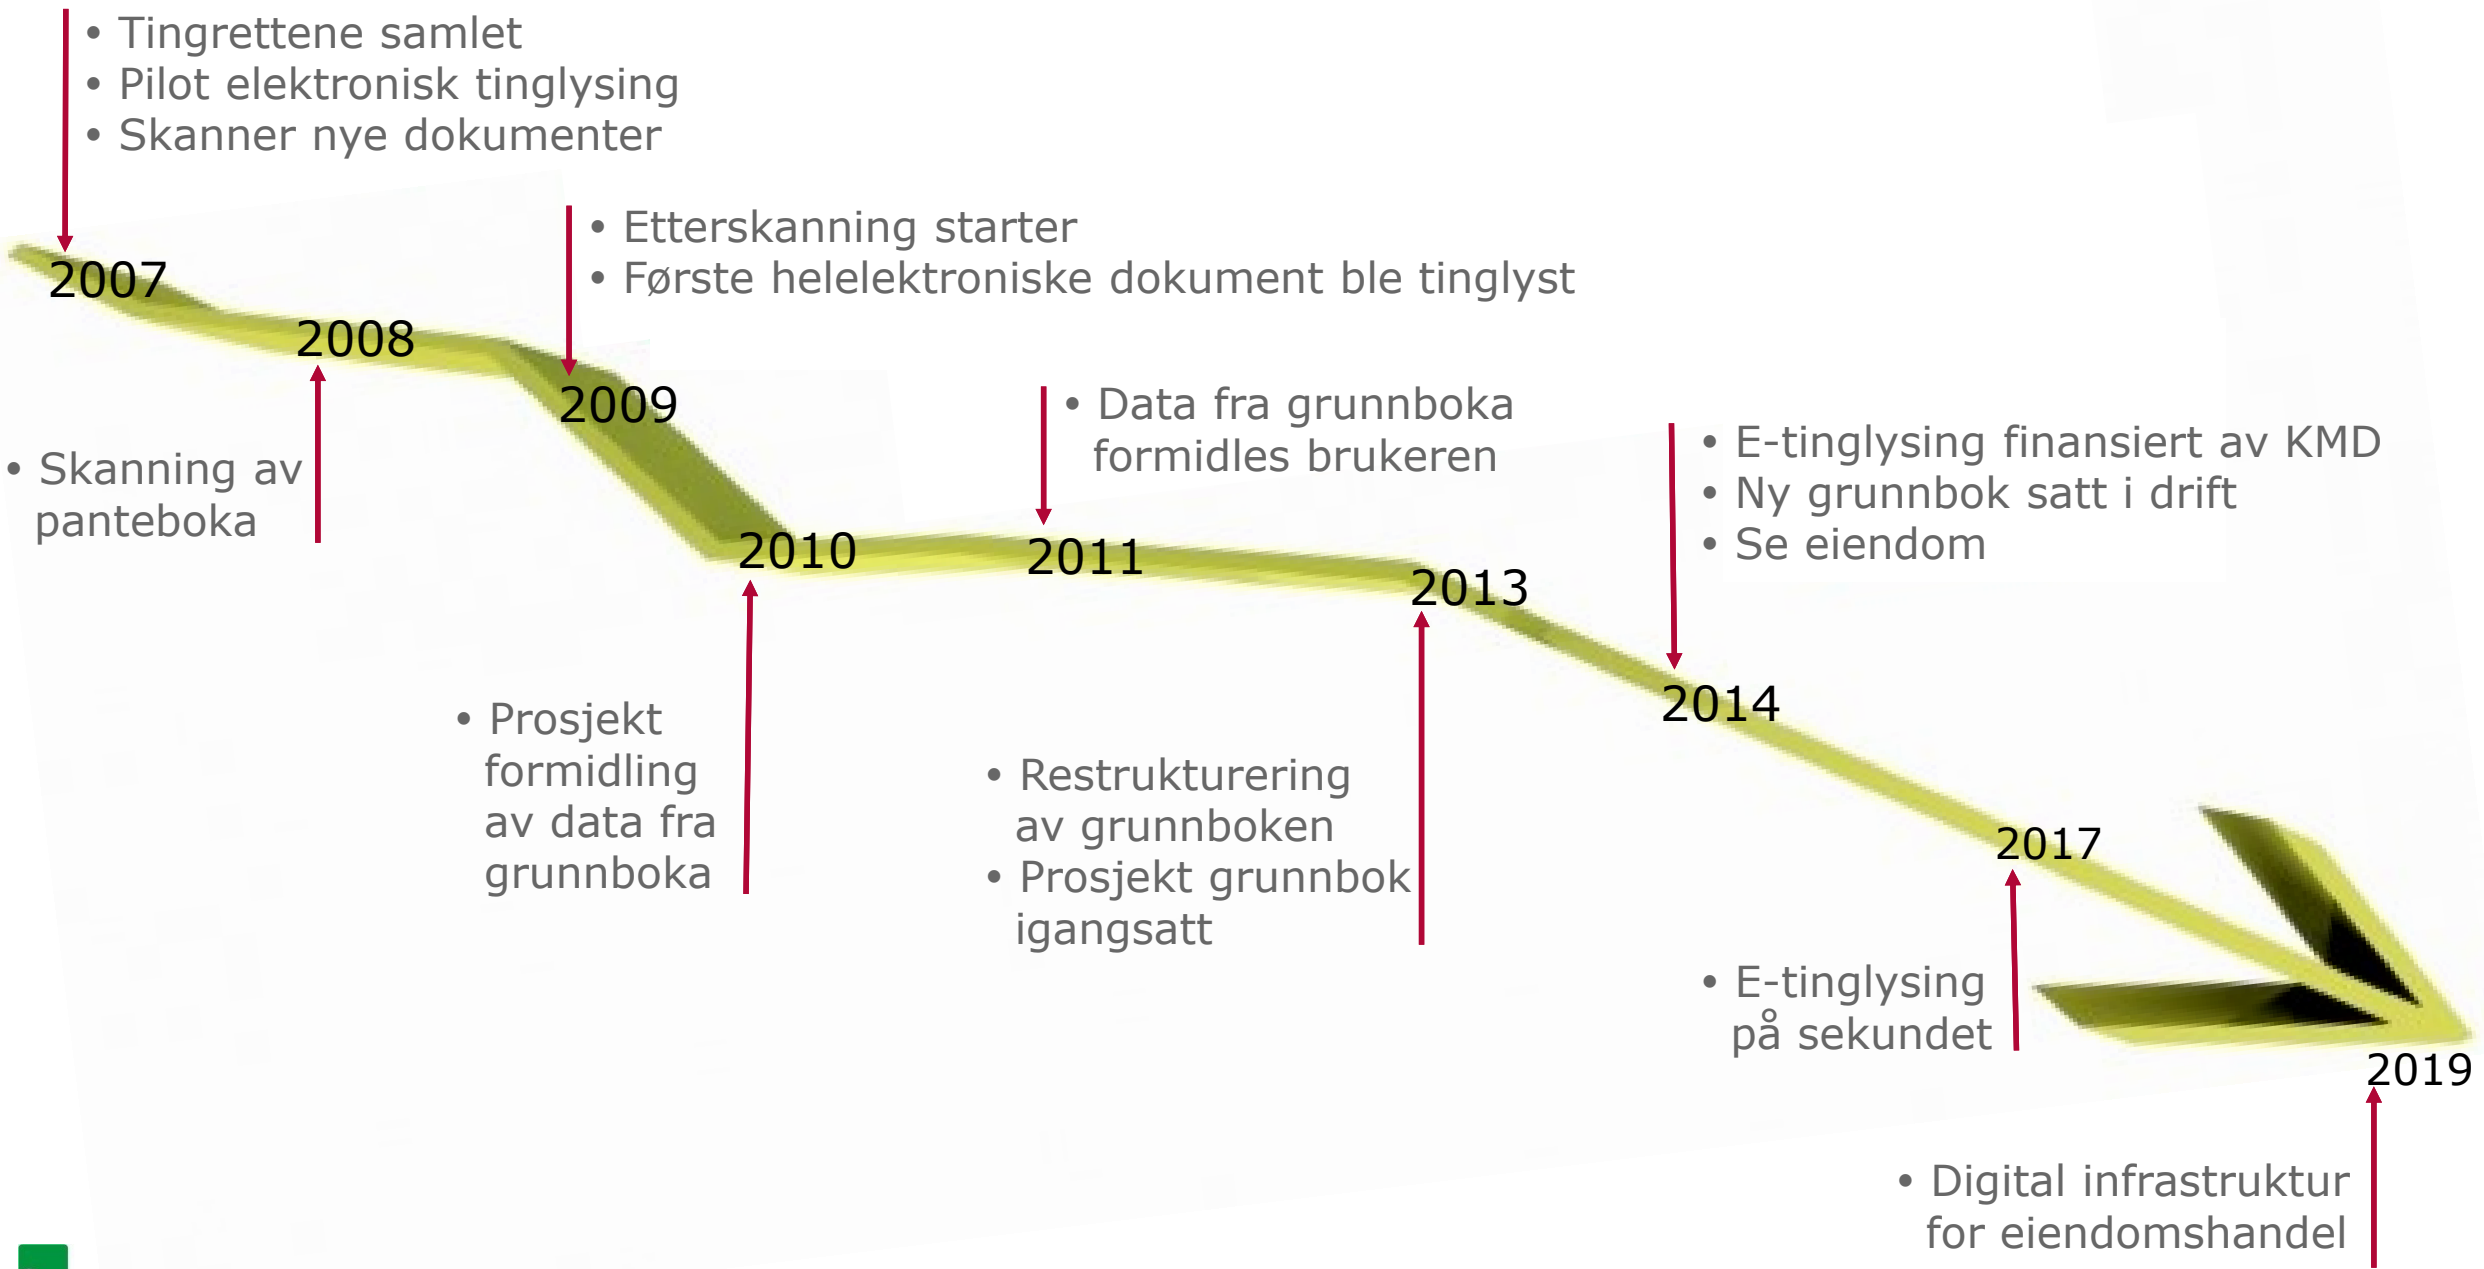 • Tingrettene samlet
• Pilot elektronisk tinglysing
• Skanner nye dokumenter
2007
2008
• Skanning av
panteboka
• Etterskanning starter
• Første helelektroniske dokument ble tinglyst
2009
2010
• Prosjekt
formidling
av data fra
grunnboka
• Data fra grunnboka
formidles brukeren
2011
2013
• Restrukturering
av grunnboken
• Prosjekt grunnbok
igangsatt
• E-tinglysing finansiert av KMD
• Ny grunnbok satt i drift
• Se eiendom
2014
2017
• E-tinglysing
på sekundet
2019
• Digital infrastruktur
for eiendomshandel